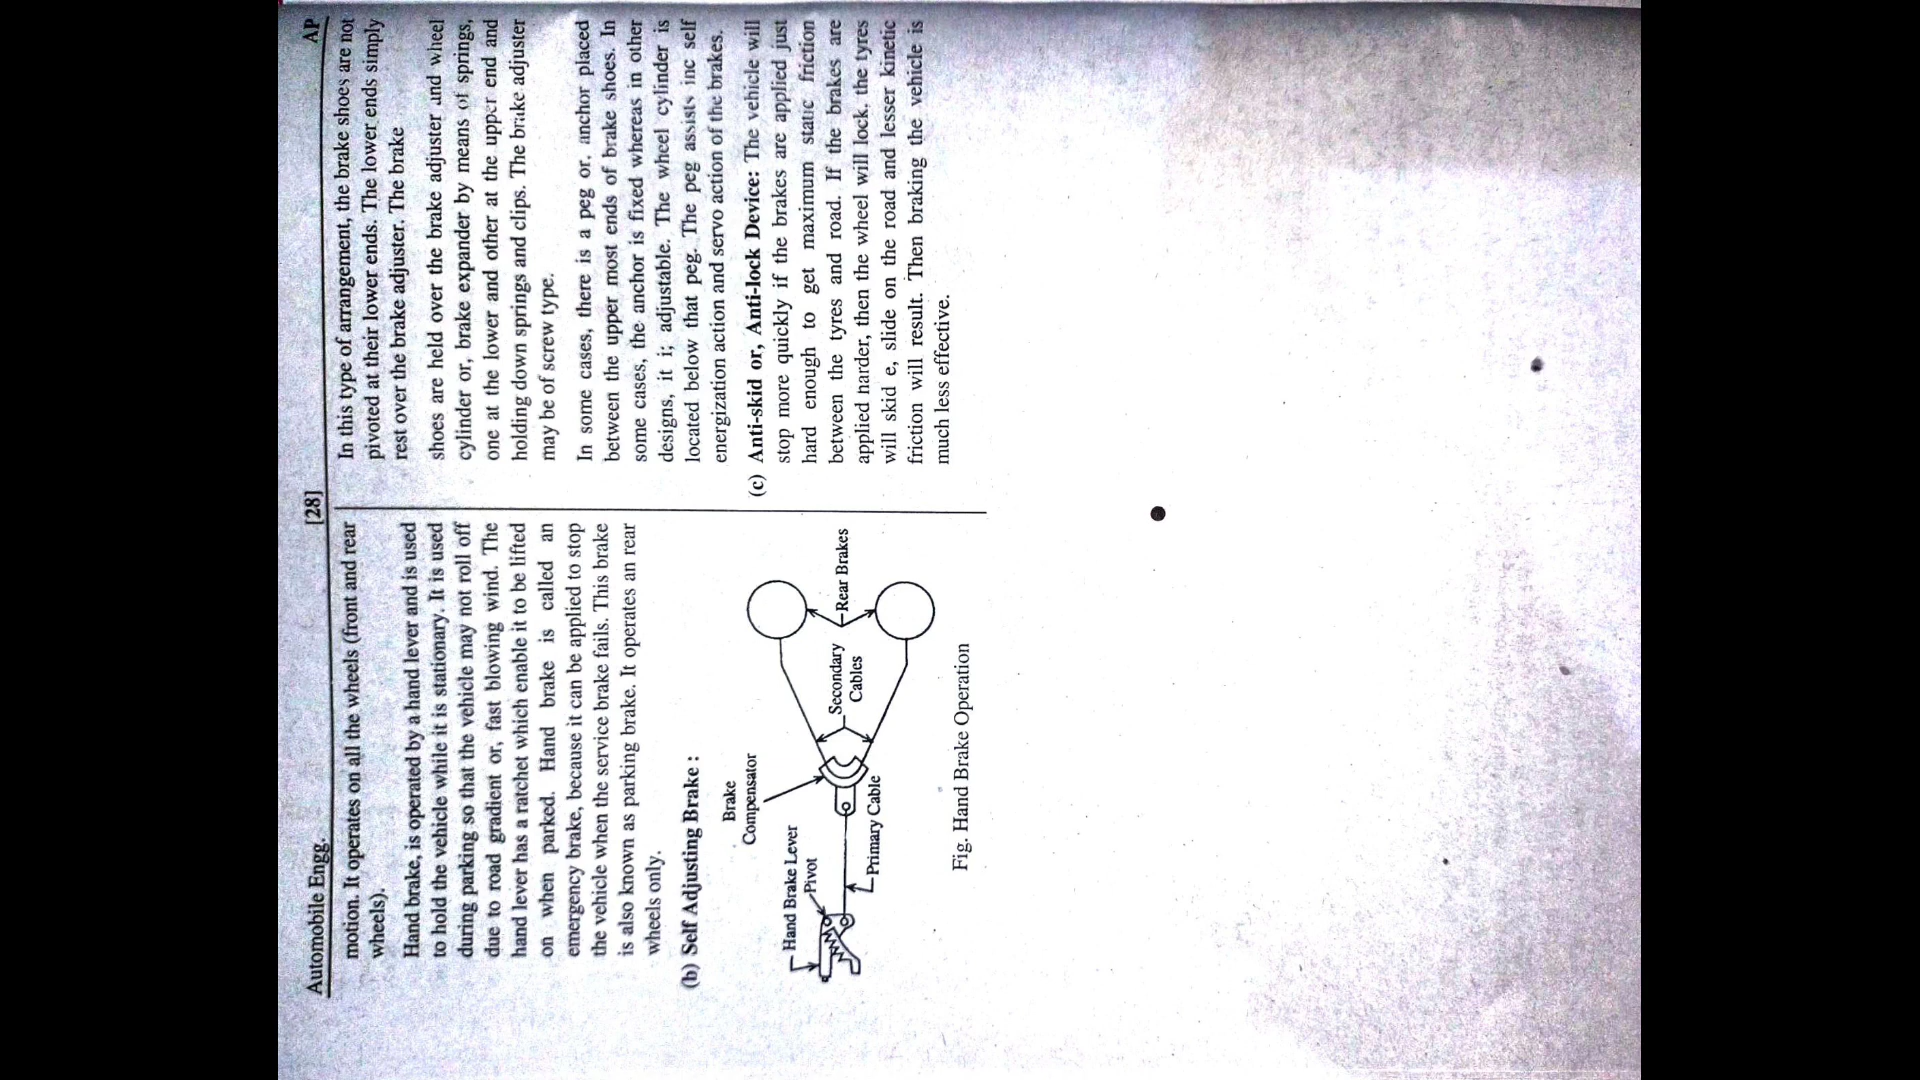 Automobile Engg. [28] AP
motion. It operates on all the wheels (front and rear
wheels).
Hand brake, is operated by a hand lever and is used
to hold the vehicle while it is stationary. It is used
during parking so that the vehicle may not roll off
due to road gradient or, fast blowing wind. The
hand lever has a ratchet which enable it to be lifted
on when parked. Hand brake is called an
emergency brake, because it can be applied to stop
the vehicle when the service brake fails. This brake
is also known as parking brake. It operates an rear
wheels only.
(b) Self Adjusting Brake :
Brake
Compensator
Hand Brake Lever
Pivot
Primary Cable
Secondary
Cables
Rear Brakes
Fig. Hand Brake Operation
In this type of arrangement, the brake shoes are not
pivoted at their lower ends. The lower ends simply
rest over the brake adjuster. The brake
shoes are held over the brake adjuster and wheel
cylinder or, brake expander by means of springs,
one at the lower and other at the upper end and
holding down springs and clips. The brake adjuster
may be of screw type.
In some cases, there is a peg or, anchor placed
between the upper most ends of brake shoes. In
some cases, the anchor is fixed whereas in other
designs, it i; adjustable. The wheel cylinder is
located below that peg. The peg assists inc self
energization action and servo action of the brakes.
(c) Anti-skid or, Anti-lock Device: The vehicle will
stop more quickly if the brakes are applied just
hard enough to get maximum static friction
between the tyres and road. If the brakes are
applied harder, then the wheel will lock, the tyres
will skid e, slide on the road and lesser kinetic
friction will result. Then braking the vehicle is
much less effective.